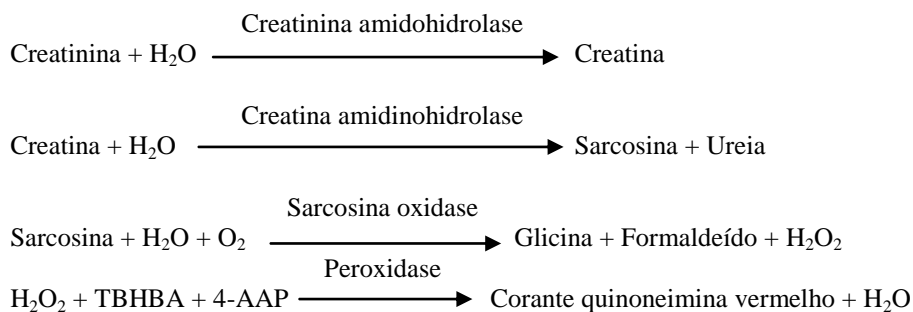 Creatinina amidohidrolase
Creatinina + H₂O Creatina
Creatina amidinohidrolase
Creatina + H₂O Sarcosina + Ureia
Sarcosina oxidase
Sarcosina + H₂O + O₂ Glicina + Formaldeído + H₂O₂
Peroxidase
H₂O₂ + TBHBA + 4-AAP Corante quinoneimina vermelho + H₂O